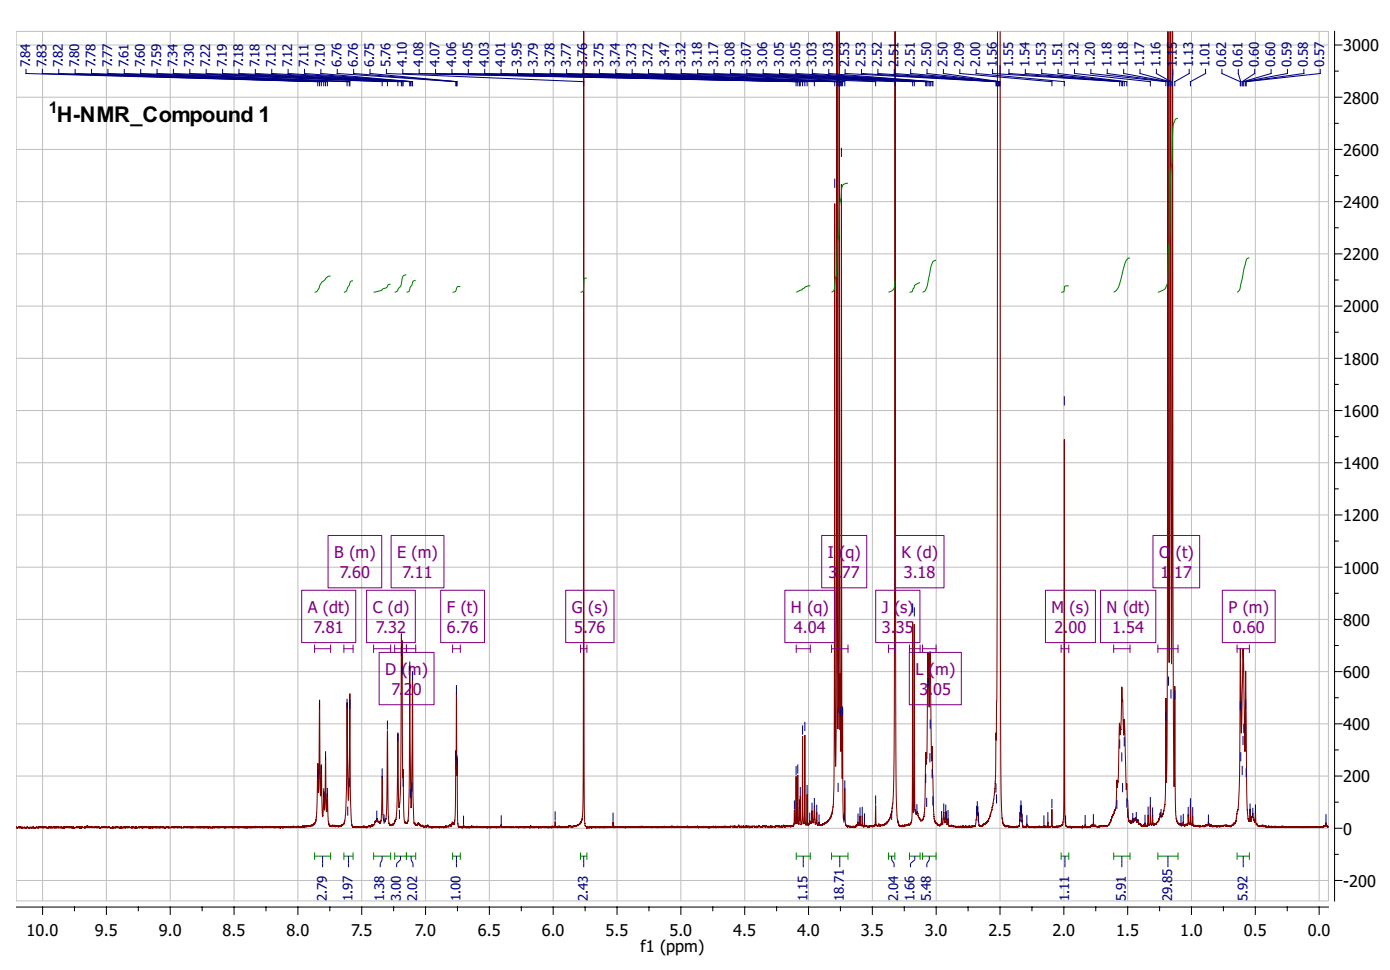 7.84 7.83 7.82 7.80 7.78 7.77 7.61 7.60 7.59 7.34 7.30 7.22 7.19 7.18 7.18 7.12 7.12 7.11 7.10 6.76 6.76 6.75 5.76 4.10 4.08 4.07 4.06 4.05 4.03 4.01 3.95 3.79 3.78 3.77 3.76 3.75 3.74 3.73 3.72 3.47 3.32 3.18 3.17 3.08 3.07 3.06 3.05 3.05 3.03 3.03 2.53 2.53 2.52 2.51 2.51 2.50 2.50 2.09 2.00 1.56 1.55 1.54 1.53 1.51 1.32 1.20 1.18 1.18 1.17 1.16 1.15 1.13 1.01 0.62 0.61 0.60 0.60 0.59 0.58 0.57
¹H-NMR_Compound 1
3000
2800
2600
2400
2200
2000
1800
1600
1400
1200
1000
800
600
400
200
0
-200
B (m)
7.60
E (m)
7.11
I (q)
3.77
K (d)
3.18
O (t)
1.17
A (dt)
7.81
C (d)
7.32
F (t)
6.76
G (s)
5.76
H (q)
4.04
J (s)
3.35
M (s)
2.00
N (dt)
1.54
P (m)
0.60
D (m)
7.20
L (m)
3.05
2.79 1.97 1.38 3.00 2.02 1.00 2.43 1.15 18.71 2.04 1.66 5.48 1.11 5.91 29.85 5.92
10.0 9.5 9.0 8.5 8.0 7.5 7.0 6.5 6.0 5.5 5.0 4.5 4.0 3.5 3.0 2.5 2.0 1.5 1.0 0.5 0.0
f1 (ppm)